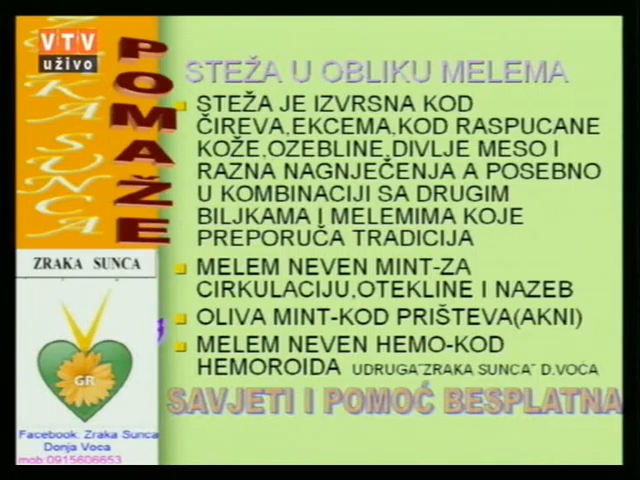 VTV
uživo
ZRAKA SUNCA
POMAŽE
STEŽA U OBLIKU MELEMA
STEŽA JE IZVRSNA KOD
ČIREVA,EKCEMA,KOD RASPUCANE
KOŽE,OZEBLINE,DIVLJE MESO I
RAZNA NAGNJEČENJA A POSEBNO
U KOMBINACIJI SA DRUGIM
BILJKAMA I MELEMIMA KOJE
PREPORUČA TRADICIJA
MELEM NEVEN MINT-ZA
CIRKULACIJU,OTEKLINE I NAZEB
OLIVA MINT-KOD PRIŠTEVA(AKNI)
MELEM NEVEN HEMO-KOD
HEMOROIDA UDRUGA"ZRAKA SUNCA" D.VOĆA
SAVJETI I POMOĆ BESPLATNA
ZRAKA SUNCA
GR
Facebook: Zraka Sunca
Donja Voca
mob:0915606653